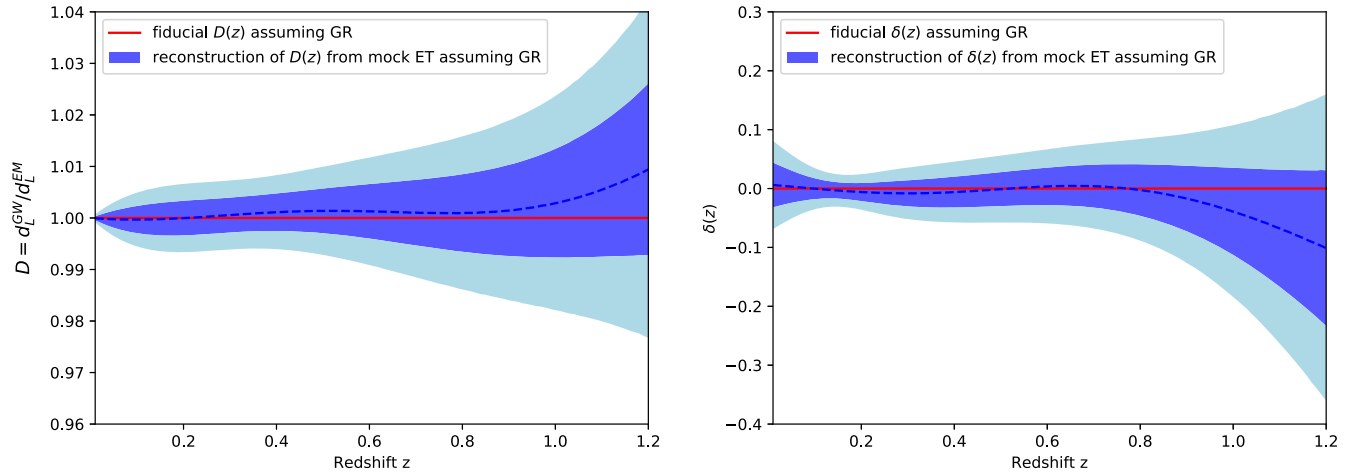 1.04
1.03
1.02
1.01
1.00
0.99
0.98
0.97
0.96
D = d_L^{GW}/d_L^{EM}
fiducial D(z) assuming GR
reconstruction of D(z) from mock ET assuming GR
0.2 0.4 0.6 0.8 1.0 1.2
Redshift z
0.3
0.2
0.1
0.0
−0.1
−0.2
−0.3
−0.4
δ(z)
fiducial δ(z) assuming GR
reconstruction of δ(z) from mock ET assuming GR
0.2 0.4 0.6 0.8 1.0 1.2
Redshift z